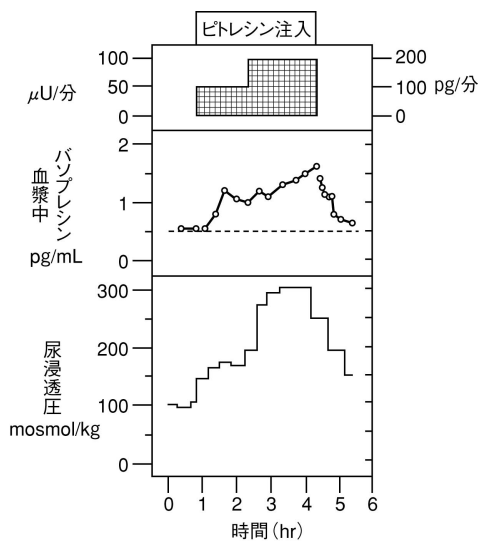 ピトレシン注入
100
50
0
μU/分
200
100
0
pg/分
2
1
0
血漿中
バソプレシン
pg/mL
300
200
100
0
尿浸透圧
mosmol/kg
0 1 2 3 4 5 6
時間(hr)